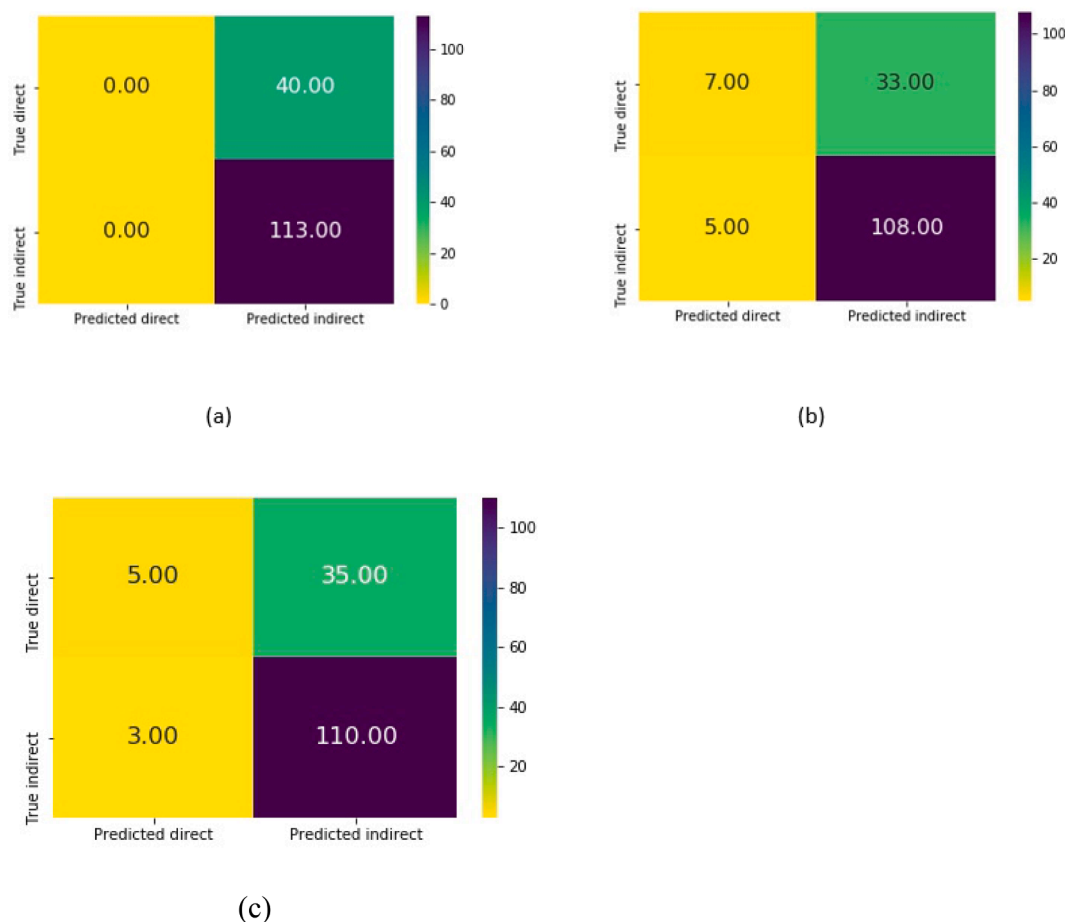 True direct
0.00
40.00
100
80
60
40
20
0
True indirect
0.00
113.00
Predicted direct
Predicted indirect
(a)
True direct
7.00
33.00
100
80
60
40
20
True indirect
5.00
108.00
Predicted direct
Predicted indirect
(b)
True direct
5.00
35.00
100
80
60
40
20
True indirect
3.00
110.00
Predicted direct
Predicted indirect
(c)